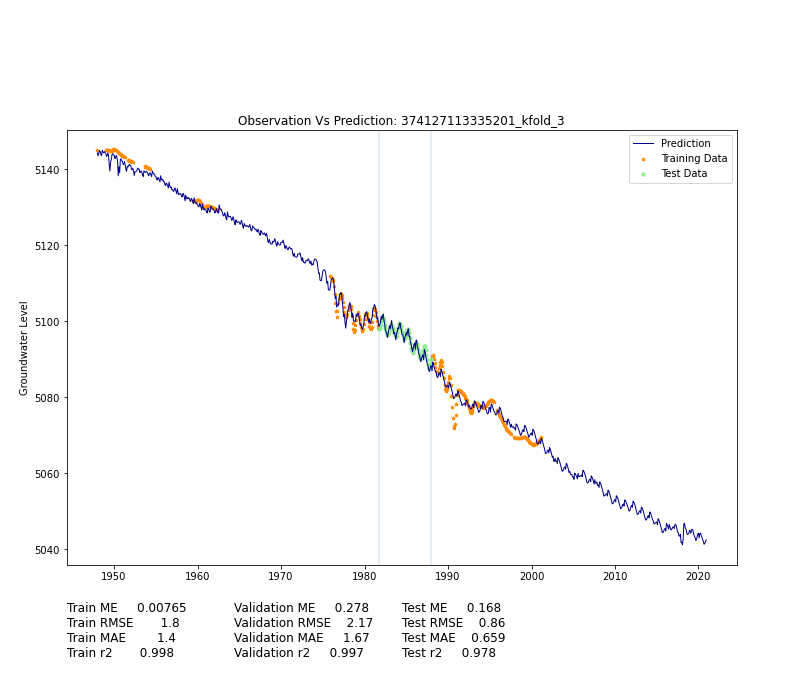 Observation Vs Prediction: 374127113335201_kfold_3
Prediction
Training Data
Test Data
5140
5120
5100
5080
5060
5040
Groundwater Level
1950 1960 1970 1980 1990 2000 2010 2020
Train ME 0.00765 Validation ME 0.278 Test ME 0.168
Train RMSE 1.8 Validation RMSE 2.17 Test RMSE 0.86
Train MAE 1.4 Validation MAE 1.67 Test MAE 0.659
Train r2 0.998 Validation r2 0.997 Test r2 0.978